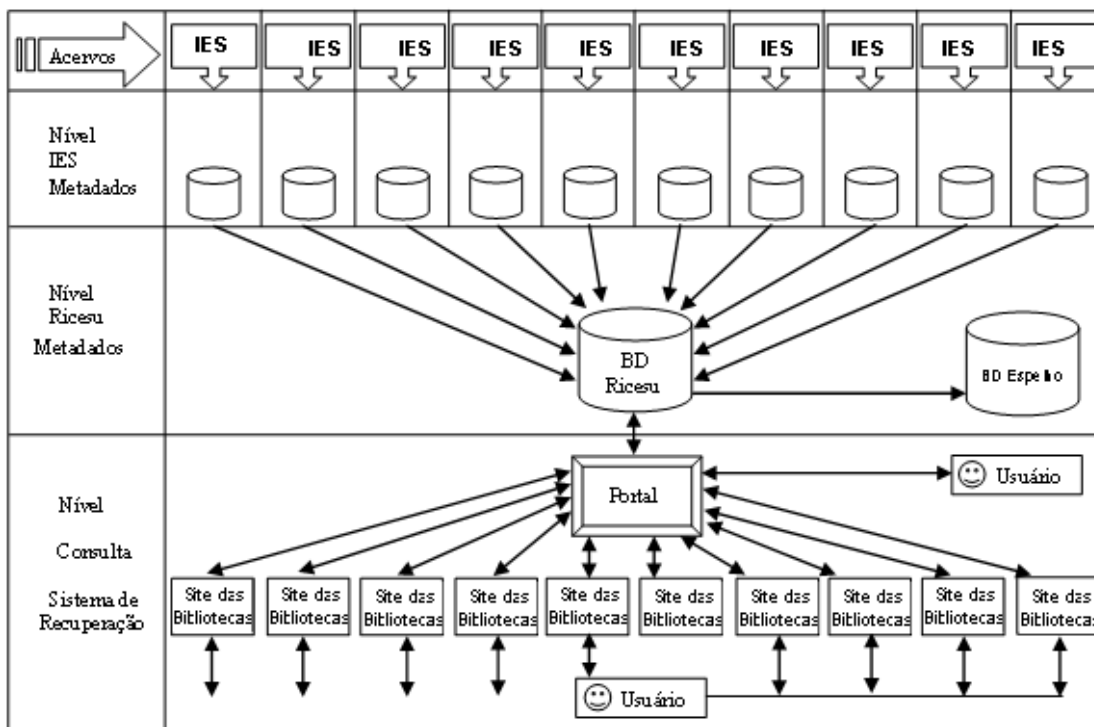 Acervos
IES
IES
IES
IES
IES
IES
IES
IES
IES
IES
Nível
IES
Metadados
Nível
Ricesu
Metadados
BD
Ricesu
BD Espelho
Nível
Consulta
Sistema de
Recuperação
Portal
Usuário
Site das
Bibliotecas
Site das
Bibliotecas
Site das
Bibliotecas
Site das
Bibliotecas
Site das
Bibliotecas
Site das
Bibliotecas
Site das
Bibliotecas
Site das
Bibliotecas
Site das
Bibliotecas
Site das
Bibliotecas
Usuário